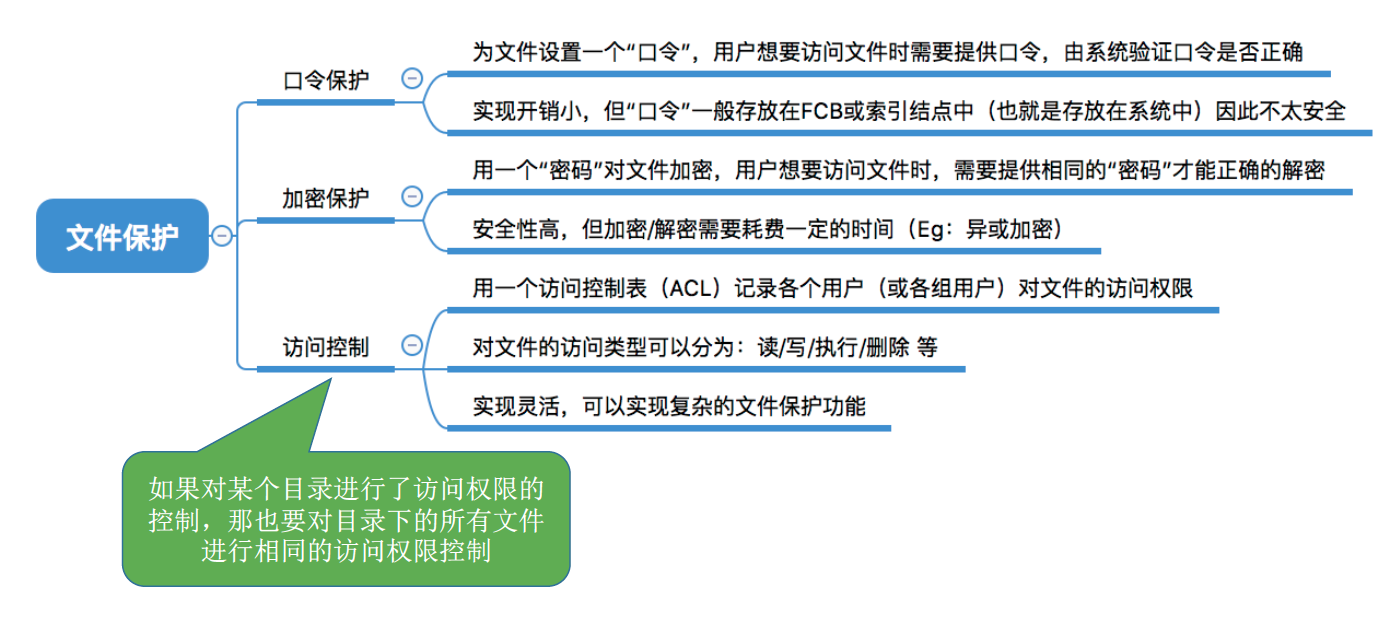 文件保护
口令保护
为文件设置一个“口令”，用户想要访问文件时需要提供口令，由系统验证口令是否正确
实现开销小，但“口令”一般存放在FCB或索引结点中（也就是存放在系统中）因此不太安全
加密保护
用一个“密码”对文件加密，用户想要访问文件时，需要提供相同的“密码”才能正确的解密
安全性高，但加密/解密需要耗费一定的时间（Eg：异或加密）
访问控制
用一个访问控制表（ACL）记录各个用户（或各组用户）对文件的访问权限
对文件的访问类型可以分为：读/写/执行/删除 等
实现灵活，可以实现复杂的文件保护功能
如果对某个目录进行了访问权限的
控制，那也要对目录下的所有文件
进行相同的访问权限控制